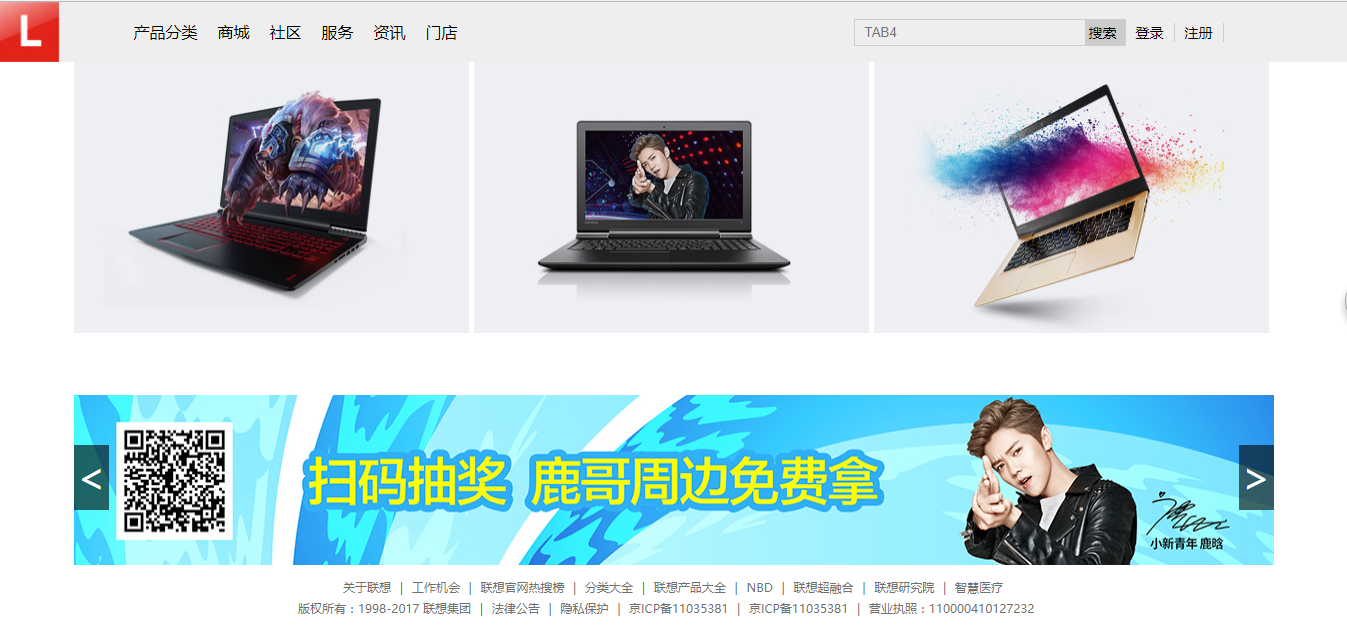 L
产品分类 商城 社区 服务 资讯 门店
TAB4 搜索 登录 注册
扫码抽奖 鹿哥周边免费拿
< >
小新青年 鹿晗
关于联想 | 工作机会 | 联想官网热搜榜 | 分类大全 | 联想产品大全 | NBD | 联想超融合 | 联想研究院 | 智慧医疗
版权所有：1998-2017 联想集团 | 法律公告 | 隐私保护 | 京ICP备11035381 | 京ICP备11035381 | 营业执照：110000410127232